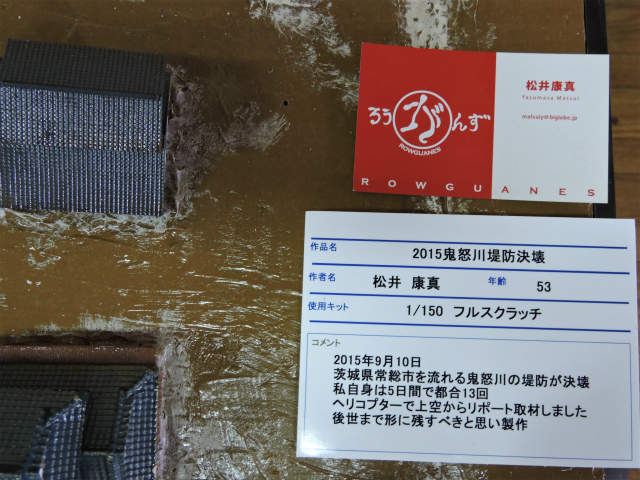 松井康真
Yasumasa Matsui
matsuiy@biglobe.jp
ろうがんず
ROWGUANES
ROWGUANES
作品名 2015鬼怒川堤防決壊
作者名 松井 康真 年齢 53
使用キット 1/150 フルスクラッチ
コメント
2015年9月10日
茨城県常総市を流れる鬼怒川の堤防が決壊
私自身は5日間で都合13回
ヘリコプターで上空からリポート取材しました
後世まで形に残すべきと思い製作